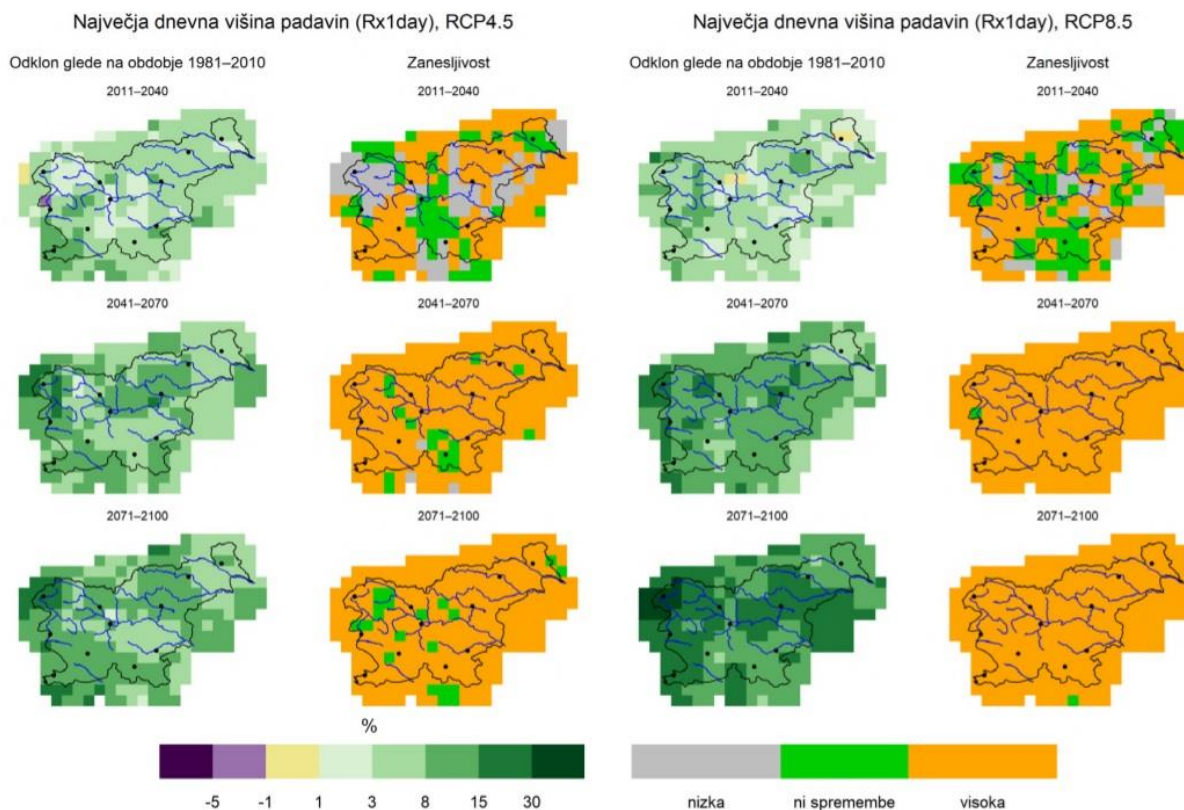 Največja dnevna višina padavin (Rx1day), RCP4.5
Odklon glede na obdobje 1981–2010
Zanesljivost
2011–2040
2011–2040
2041–2070
2041–2070
2071–2100
2071–2100
Največja dnevna višina padavin (Rx1day), RCP8.5
Odklon glede na obdobje 1981–2010
Zanesljivost
2011–2040
2011–2040
2041–2070
2041–2070
2071–2100
2071–2100
%
-5 -1 1 3 8 15 30
nizka ni spremembe visoka